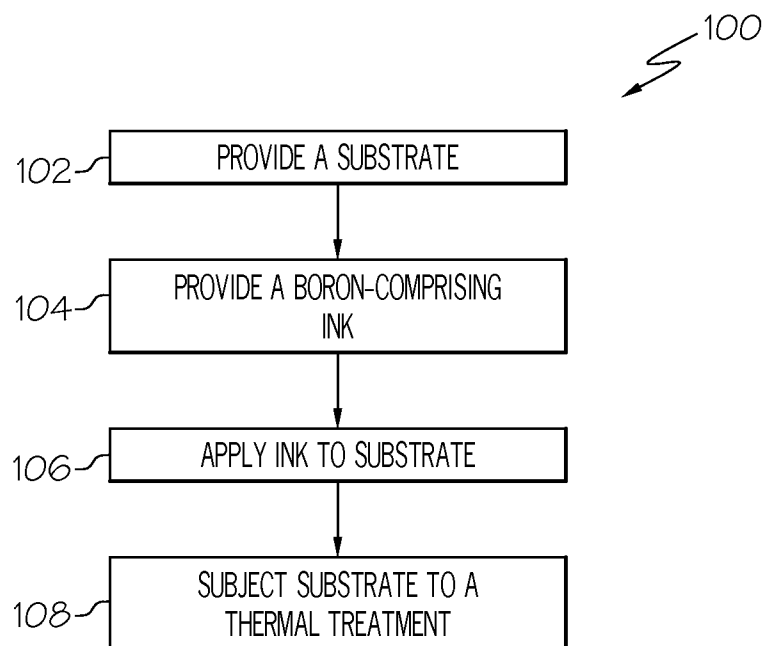 100
102
PROVIDE A SUBSTRATE
104
PROVIDE A BORON-COMPRISING
INK
106
APPLY INK TO SUBSTRATE
108
SUBJECT SUBSTRATE TO A
THERMAL TREATMENT